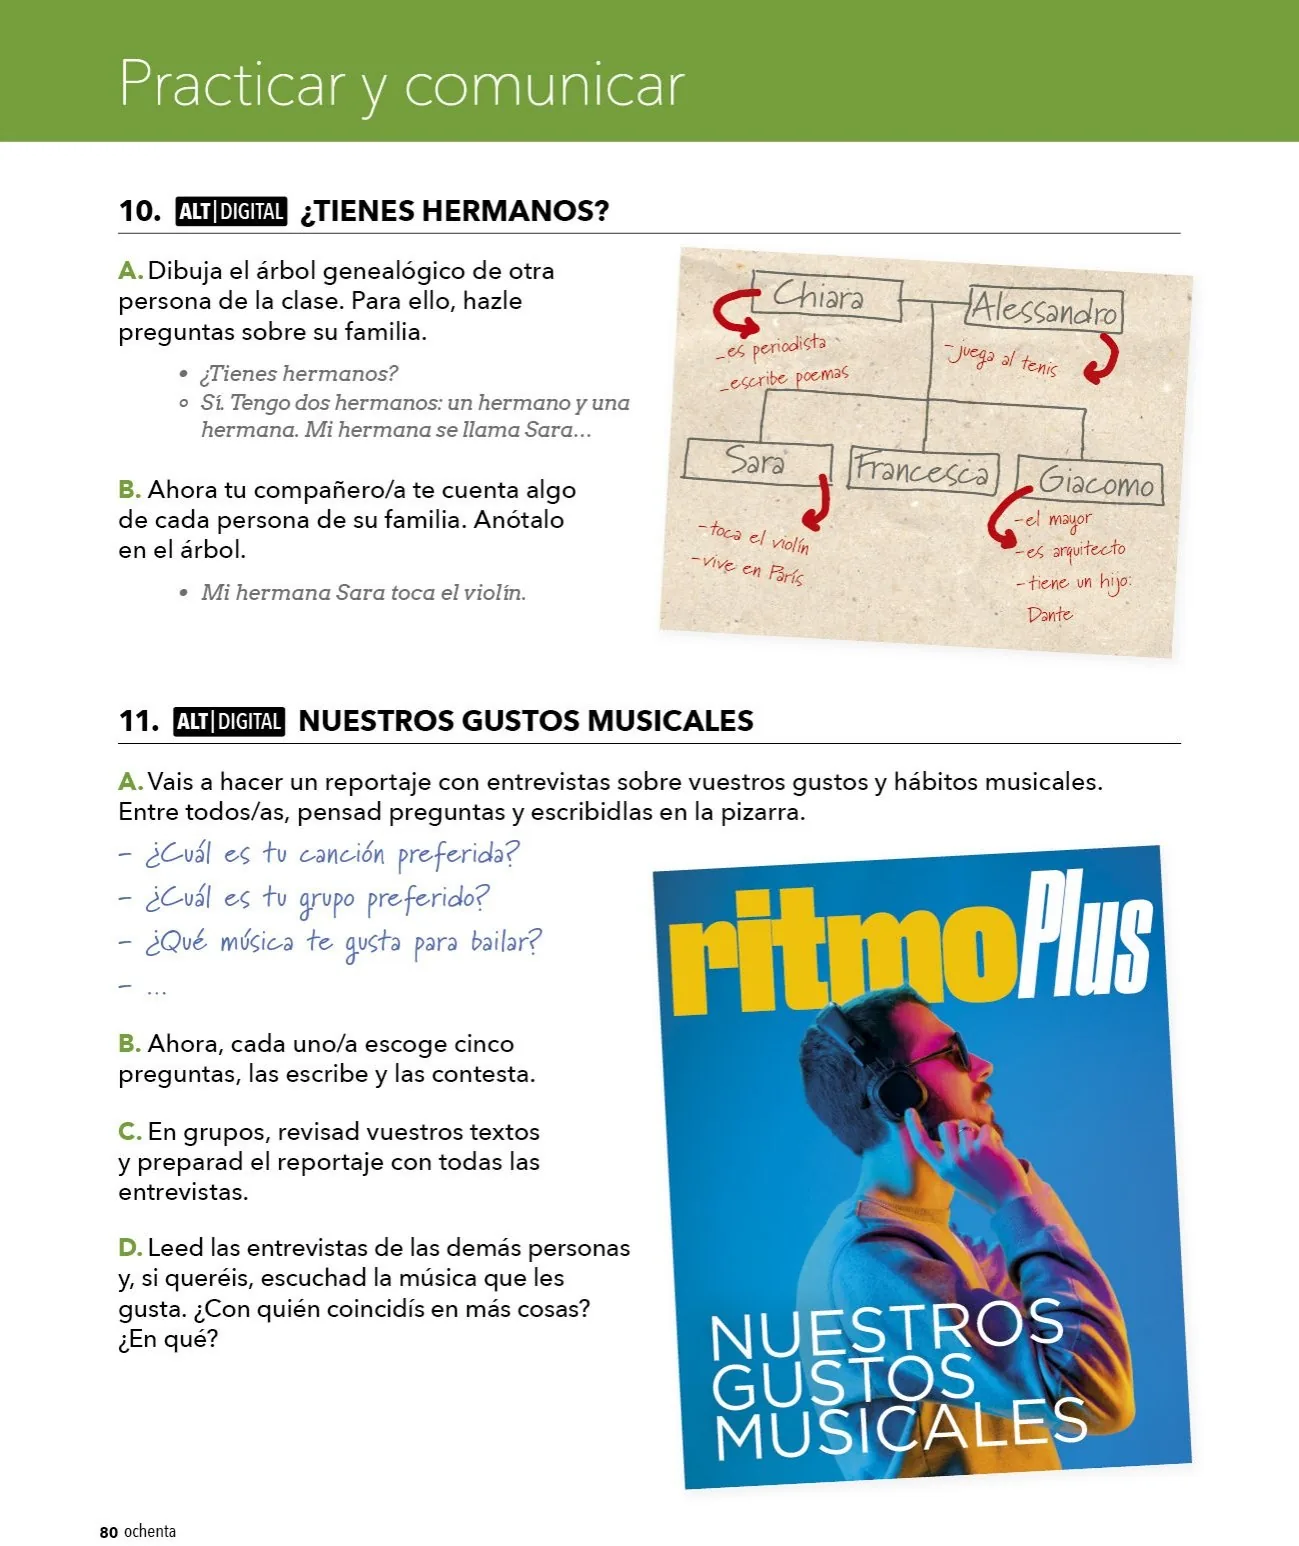 Practicar y comunicar
10. ALT|DIGITAL ¿TIENES HERMANOS?
A. Dibuja el árbol genealógico de otra
persona de la clase. Para ello, hazle
preguntas sobre su familia.
• ¿Tienes hermanos?
○ Sí. Tengo dos hermanos: un hermano y una
hermana. Mi hermana se llama Sara…
B. Ahora tu compañero/a te cuenta algo
de cada persona de su familia. Anótalo
en el árbol.
• Mi hermana Sara toca el violín.
Chiara
Alessandro
-es periodista
-escribe poemas
-juega al tenis
Sara
Francesca
Giacomo
-toca el violín
-vive en París
-el mayor
-es arquitecto
-tiene un hijo:
Dante
11. ALT|DIGITAL NUESTROS GUSTOS MUSICALES
A. Vais a hacer un reportaje con entrevistas sobre vuestros gustos y hábitos musicales.
Entre todos/as, pensad preguntas y escribidlas en la pizarra.
– ¿Cuál es tu canción preferida?
– ¿Cuál es tu grupo preferido?
– ¿Qué música te gusta para bailar?
– …
B. Ahora, cada uno/a escoge cinco
preguntas, las escribe y las contesta.
C. En grupos, revisad vuestros textos
y preparad el reportaje con todas las
entrevistas.
D. Leed las entrevistas de las demás personas
y, si queréis, escuchad la música que les
gusta. ¿Con quién coincidís en más cosas?
¿En qué?
ritmoPlus
NUESTROS
GUSTOS
MUSICALES
80 ochenta